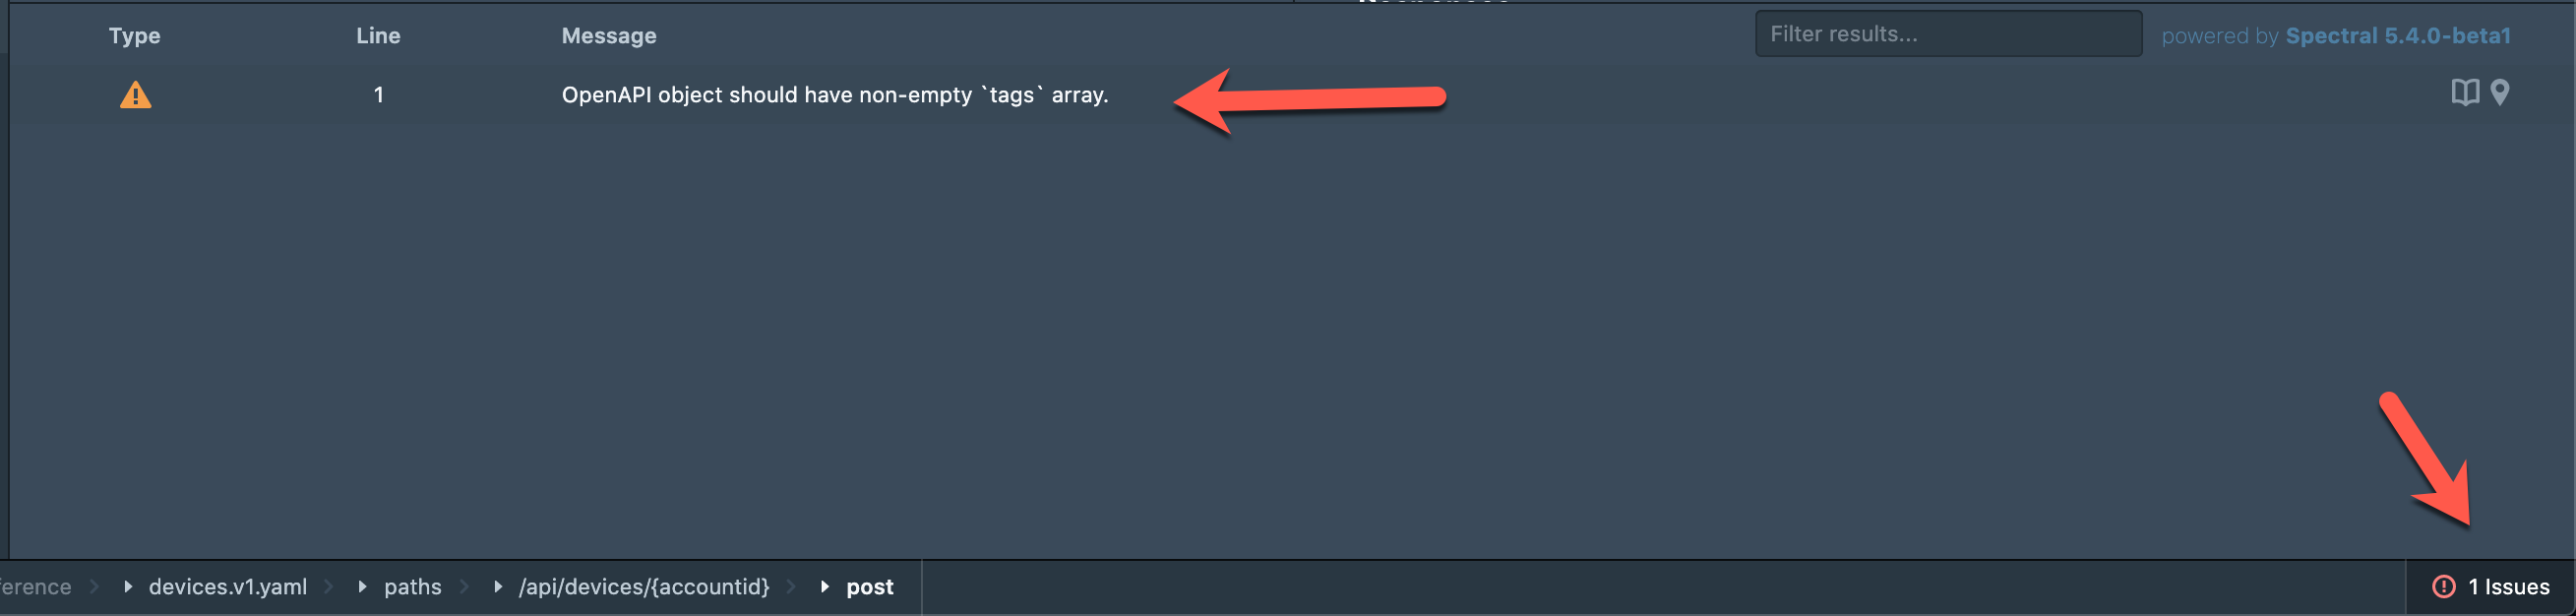 Type Line Message Filter results... powered by Spectral 5.4.0-beta1
1 OpenAPI object should have non-empty `tags` array.
devices.v1.yaml paths /api/devices/{accountid} post 1 Issues